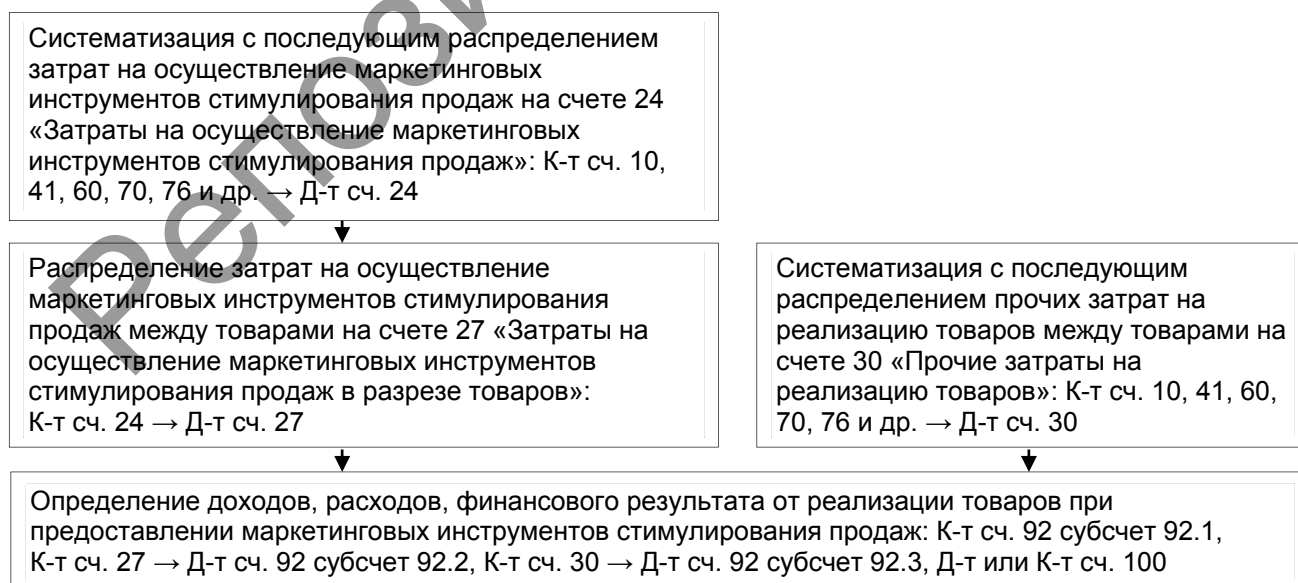 Систематизация с последующим распределением
затрат на осуществление маркетинговых
инструментов стимулирования продаж на счете 24
«Затраты на осуществление маркетинговых
инструментов стимулирования продаж»: К-т сч. 10,
41, 60, 70, 76 и др. → Д-т сч. 24
Распределение затрат на осуществление
маркетинговых инструментов стимулирования
продаж между товарами на счете 27 «Затраты на
осуществление маркетинговых инструментов
стимулирования продаж в разрезе товаров»:
К-т сч. 24 → Д-т сч. 27
Систематизация с последующим
распределением прочих затрат на
реализацию товаров между товарами на
счете 30 «Прочие затраты на
реализацию товаров»: К-т сч. 10, 41, 60,
70, 76 и др. → Д-т сч. 30
Определение доходов, расходов, финансового результата от реализации товаров при
предоставлении маркетинговых инструментов стимулирования продаж: К-т сч. 92 субсчет 92.1,
К-т сч. 27 → Д-т сч. 92 субсчет 92.2, К-т сч. 30 → Д-т сч. 92 субсчет 92.3, Д-т или К-т сч. 100
Репози